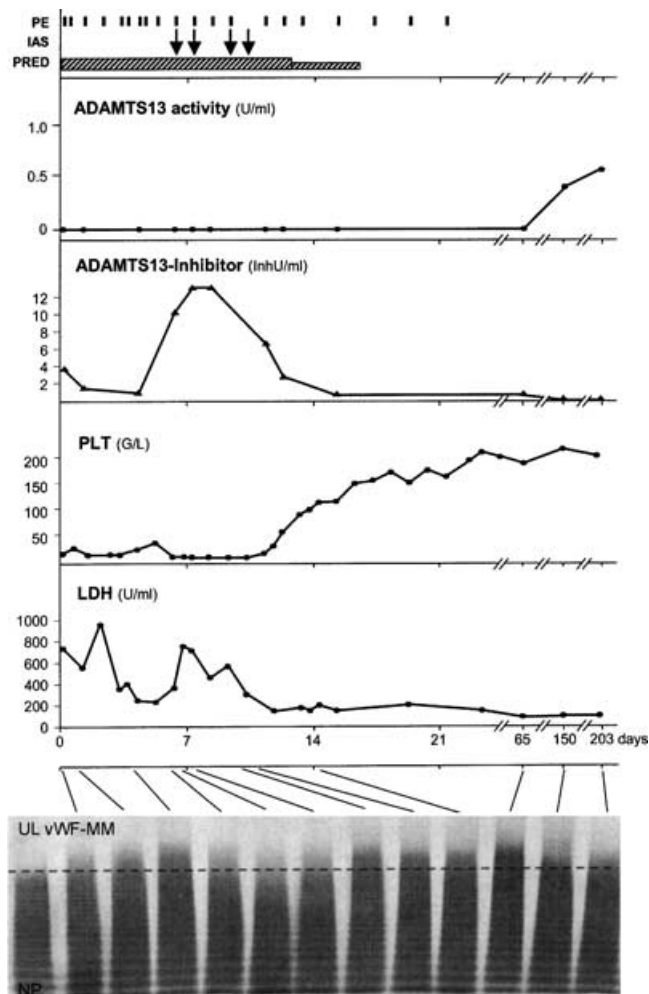 PE
IAS
PRED
ADAMTS13 activity (U/ml)
1.0
0.5
0
ADAMTS13-Inhibitor (InhU/ml)
12
10
8
6
4
2
PLT (G/L)
200
150
100
50
LDH (U/ml)
1000
800
600
400
200
0
0 7 14 21 65 150 203 days
UL vWF-MM
NP